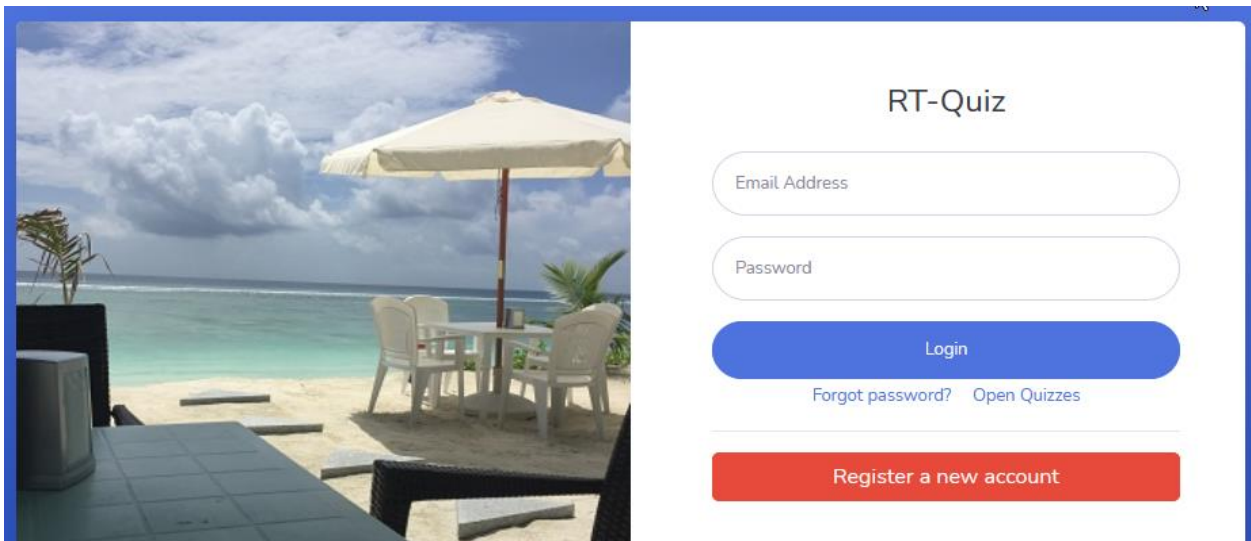 RT-Quiz
Email Address
Password
Login
Forgot password? Open Quizzes
Register a new account